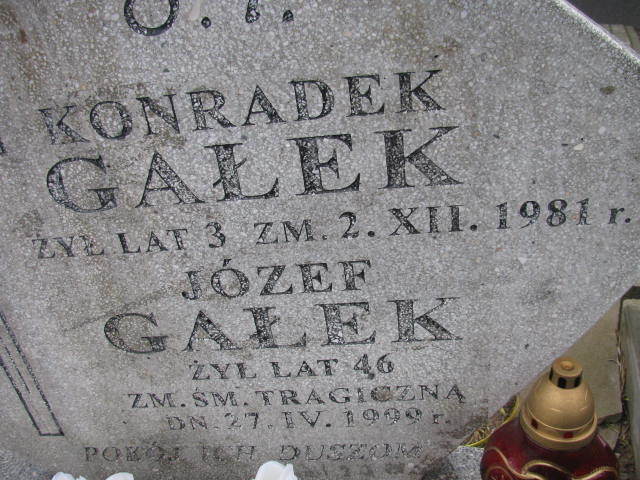 Ś. P.
KONRADEK
GAŁEK
ŻYŁ LAT 3 ZM. 2. XII. 1981 r.
JÓZEF
GAŁEK
ŻYŁ LAT 46
ZM. ŚM. TRAGICZNĄ
DN. 27. IV. 1999 r.
POKÓJ ICH DUSZOM